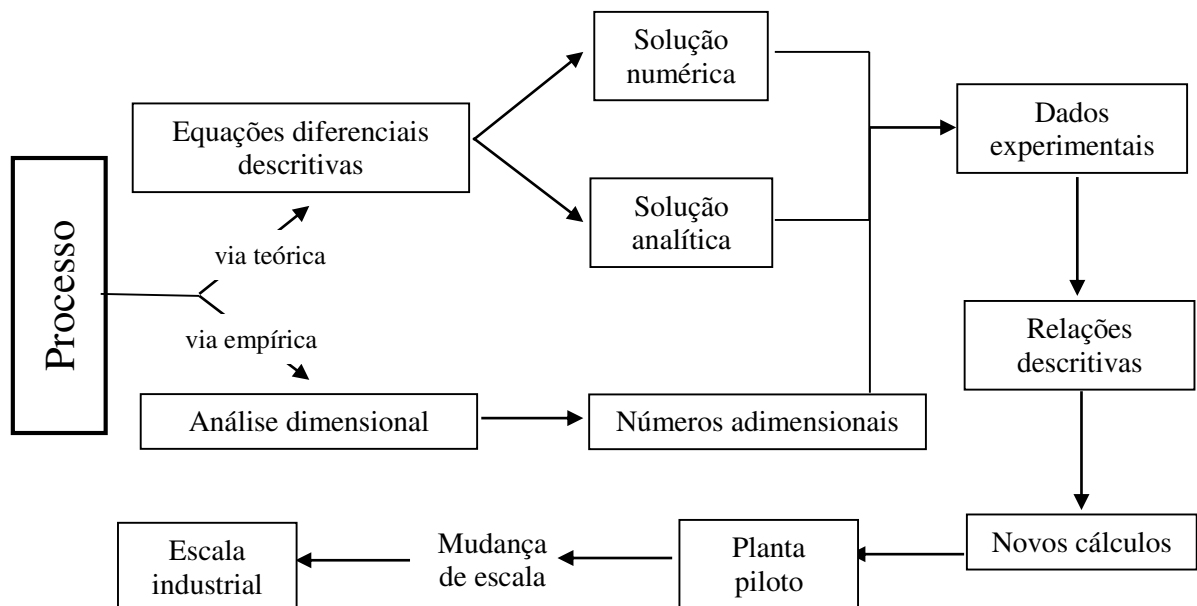 Processo
via teórica
via empírica
Equações diferenciais
descritivas
Análise dimensional
Solução
numérica
Solução
analítica
Números adimensionais
Dados
experimentais
Relações
descritivas
Novos cálculos
Planta
piloto
Mudança
de escala
Escala
industrial